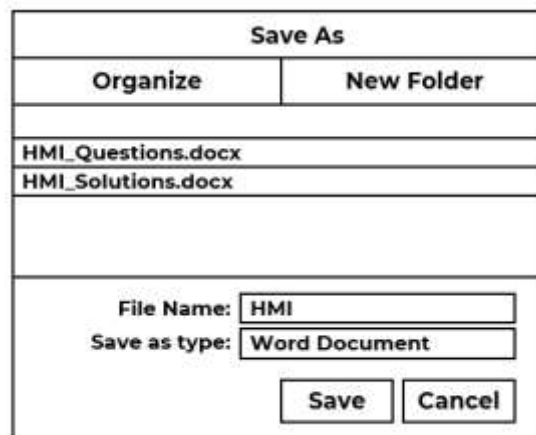 Save As
Organize New Folder
HMI_Questions.docx
HMI_Solutions.docx
File Name: HMI
Save as type: Word Document
Save Cancel